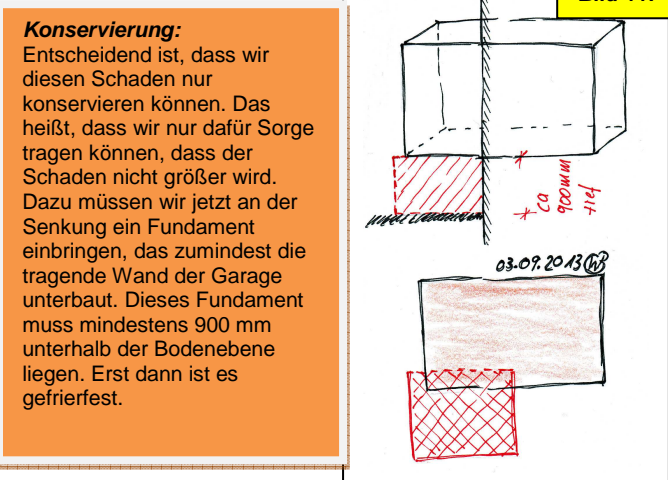 Konservierung:
Entscheidend ist, dass wir
diesen Schaden nur
konservieren können. Das
heißt, dass wir nur dafür Sorge
tragen können, dass der
Schaden nicht größer wird.
Dazu müssen wir jetzt an der
Senkung ein Fundament
einbringen, das zumindest die
tragende Wand der Garage
unterbaut. Dieses Fundament
muss mindestens 900 mm
unterhalb der Bodenebene
liegen. Erst dann ist es
gefrierfest.
ca
900mm
tief
03.09.2013